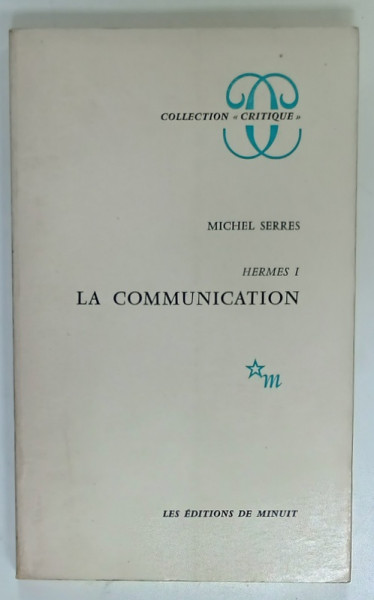 COLLECTION « CRITIQUE »
MICHEL SERRES
HERMES I
LA COMMUNICATION
m
LES ÉDITIONS DE MINUIT